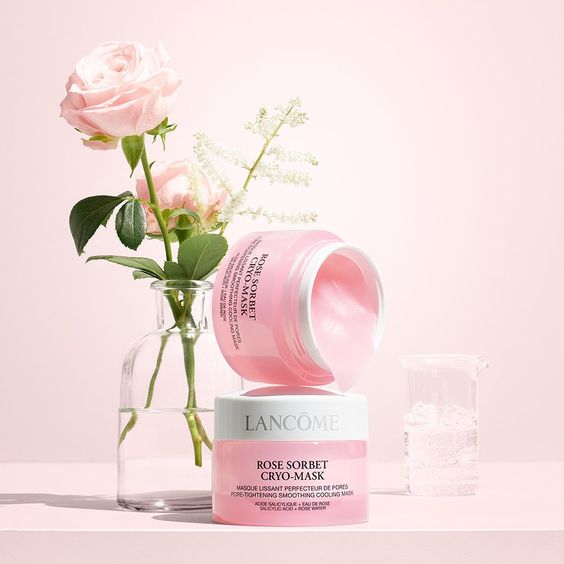 ROSE SORBET
CRYO-MASK
LANCÔME
ROSE SORBET
CRYO-MASK
MASQUE LISSANT PERFECTEUR DE PORES
PORE-TIGHTENING SMOOTHING COOLING MASK
ACIDE SALICYLIQUE + EAU DE ROSE
SALICYLIC ACID + ROSE WATER